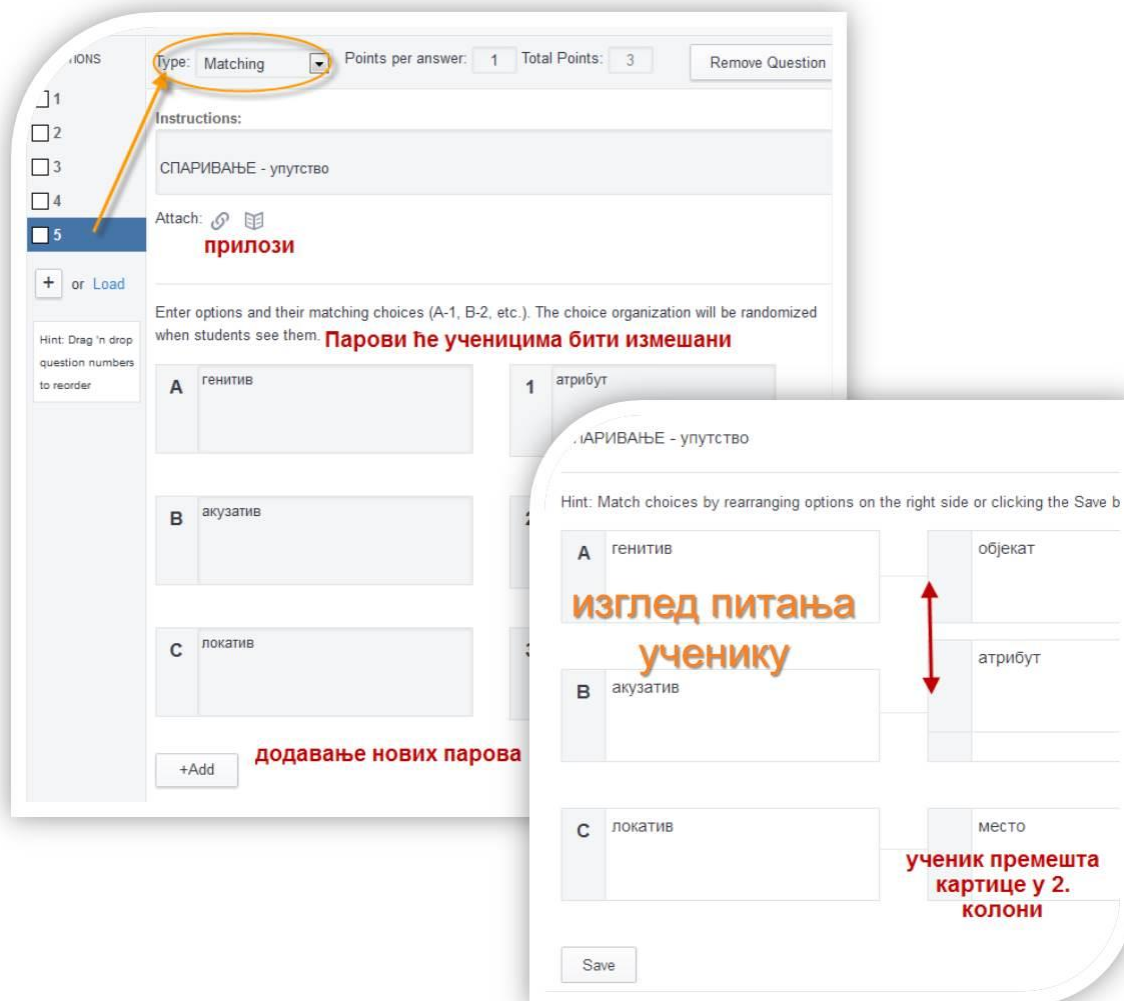 Type: Matching Points per answer: 1 Total Points: 3 Remove Question
1
2
3
4
5
+ or Load
Hint: Drag 'n drop
question numbers
to reorder
Instructions:
СПАРИВАЊЕ - упутство
Attach:
прилози
Enter options and their matching choices (A-1, B-2, etc.). The choice organization will be randomized
when students see them. Парови ће ученицима бити измешани
A генитив 1 атрибут
B акузатив
C локатив
+Add додавање нових парова
- упутство
Hint: Match choices by rearranging options on the right side or clicking the Save
A генитив објекат
изглед питања
ученику
атрибут
B акузатив
C локатив место
ученик премешта
картице у 2.
колони
Save